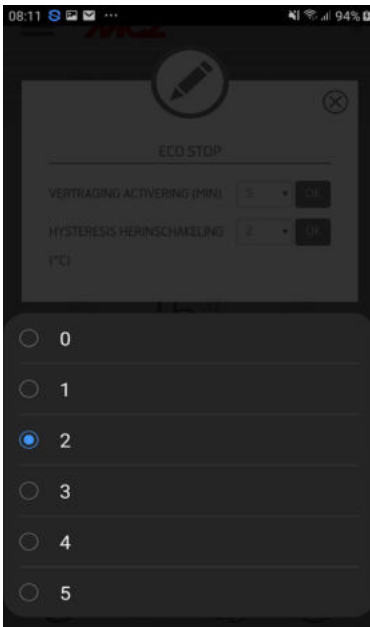 08:11 94%
MCZ
ECO STOP
VERTRAGING ACTIVERING (MIN) 5 OK
HYSTERESIS HERINSCHAKELING 2 OK
(°C)
0
1
2
3
4
5